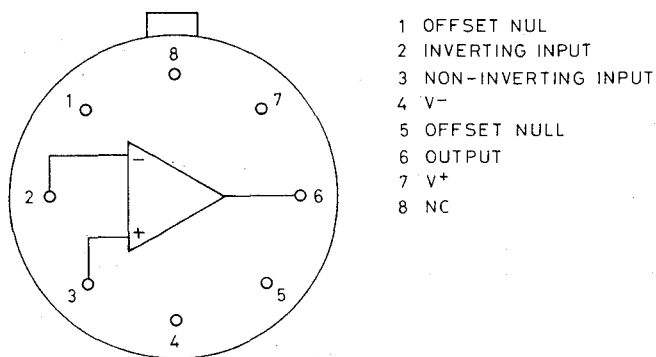 8
1
7
2
−
6
+
3
5
4
1 OFFSET NUL
2 INVERTING INPUT
3 NON-INVERTING INPUT
4 V−
5 OFFSET NULL
6 OUTPUT
7 V+
8 NC